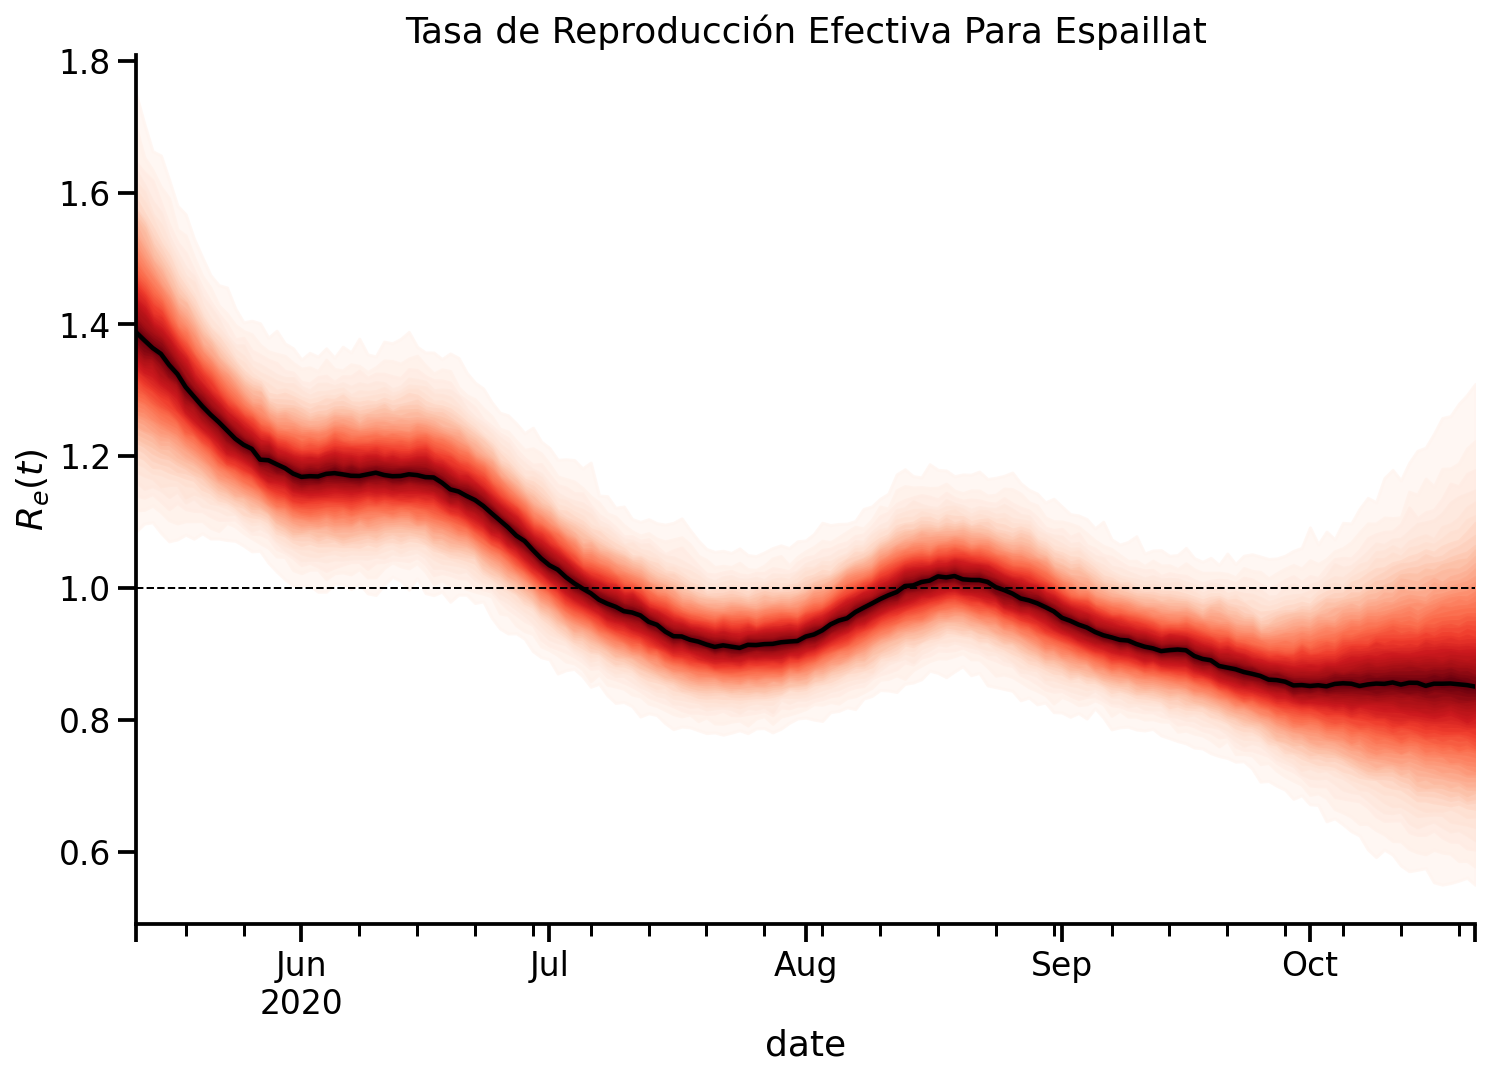 Tasa de Reproducción Efectiva Para Espaillat
1.8
1.6
1.4
1.2
1.0
0.8
0.6
Re(t)
Jun Jul Aug Sep Oct
2020
date